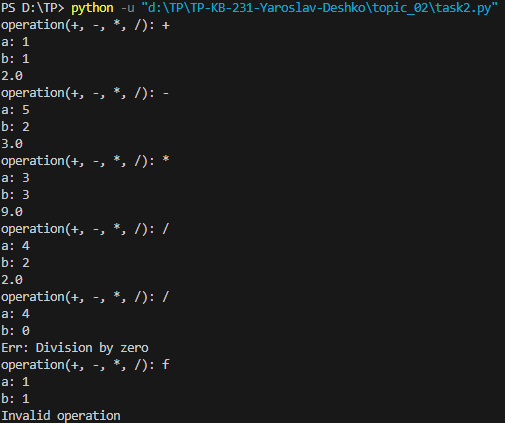 PS D:\TP> python -u "d:\TP\TP-KB-231-Yaroslav-Deshko\topic_02\task2.py"
operation(+, -, *, /): +
a: 1
b: 1
2.0
operation(+, -, *, /): -
a: 5
b: 2
3.0
operation(+, -, *, /): *
a: 3
b: 3
9.0
operation(+, -, *, /): /
a: 4
b: 2
2.0
operation(+, -, *, /): /
a: 4
b: 0
Err: Division by zero
operation(+, -, *, /): f
a: 1
b: 1
Invalid operation